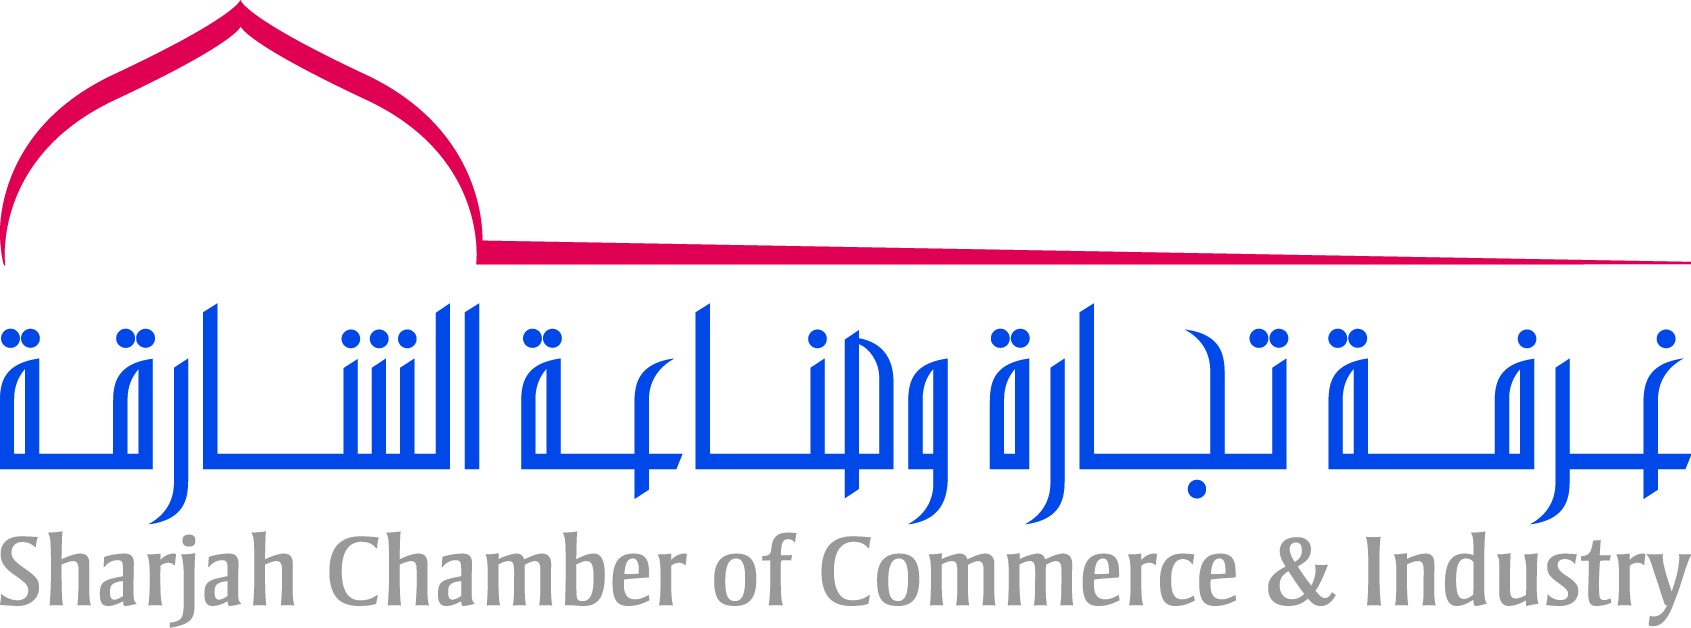 غرفة تجارة وصناعة الشارقة
Sharjah Chamber of Commerce & Industry